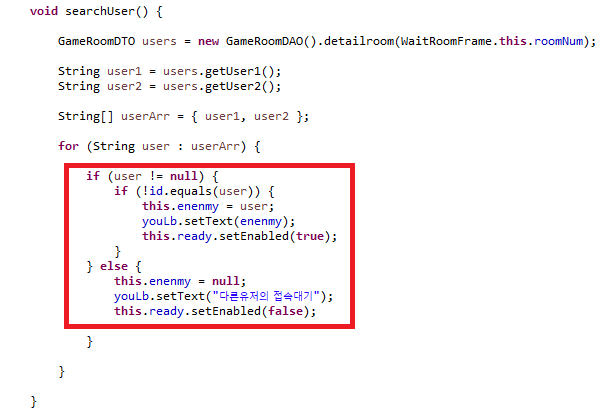 void searchUser() {
GameRoomDTO users = new GameRoomDAO().detailroom(WaitRoomFrame.this.roomNum);
String user1 = users.getUser1();
String user2 = users.getUser2();
String[] userArr = { user1, user2 };
for (String user : userArr) {
if (user != null) {
if (!id.equals(user)) {
this.enenmy = user;
youLb.setText(enenmy);
this.ready.setEnabled(true);
}
} else {
this.enenmy = null;
youLb.setText("다른유저의 접속대기");
this.ready.setEnabled(false);
}
}
}